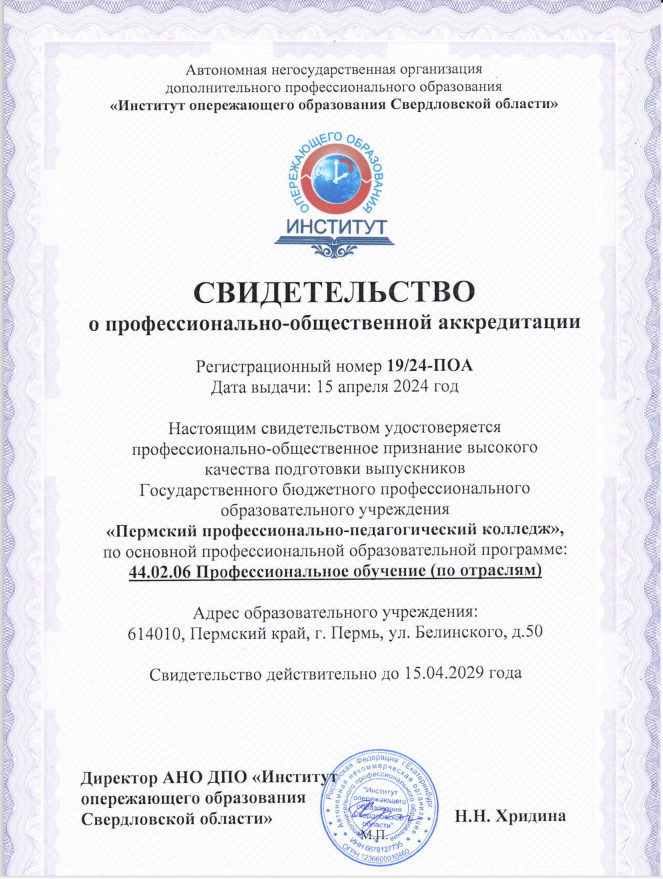 Автономная негосударственная организация
дополнительного профессионального образования
«Институт опережающего образования Свердловской области»
ОПЕРЕЖАЮЩЕГО ОБРАЗОВАНИЯ
ИНСТИТУТ
СВИДЕТЕЛЬСТВО
о профессионально-общественной аккредитации
Регистрационный номер 19/24-ПОА
Дата выдачи: 15 апреля 2024 год
Настоящим свидетельством удостоверяется
профессионально-общественное признание высокого
качества подготовки выпускников
Государственного бюджетного профессионального
образовательного учреждения
«Пермский профессионально-педагогический колледж»,
по основной профессиональной образовательной программе:
44.02.06 Профессиональное обучение (по отраслям)
Адрес образовательного учреждения:
614010, Пермский край, г. Пермь, ул. Белинского, д.50
Свидетельство действительно до 15.04.2029 года
Директор АНО ДПО «Институт
опережающего образования
Свердловской области»
Российская Федерация г.Екатеринбург
Автономная некоммерческая организация
"Институт
опережающего
образования
Свердловской
области"
М.П.
ИНН 6678127735
ОГРН 1236600010460
Н.Н. Хридина